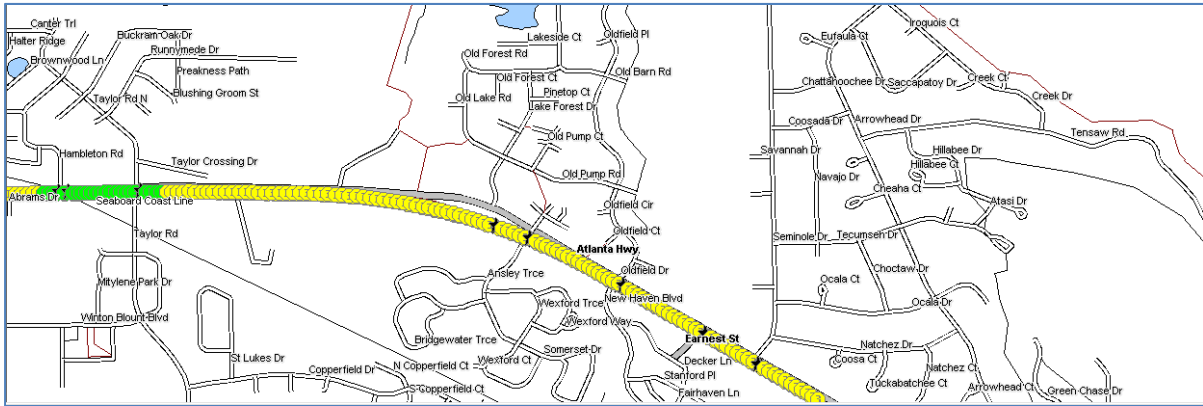 Canter Trl
Halter Ridge
Brownwood Ln
Buckram Oak Dr
Runnymede Dr
Preakness Path
Blushing Groom St
Taylor Rd N
Hambleton Rd
Taylor Crossing Dr
Abrams Dr
Seaboard Coast Line
Taylor Rd
Mitylene Park Dr
Winton Blount Blvd
St Lukes Dr
Copperfield Dr
N Copperfield Ct
S Copperfield Ct
Lakeside Ct
Oldfield Pl
Old Forest Rd
Old Forest Ct
Old Barn Rd
Pinetop Ct
Old Lake Rd
Lake Forest Dr
Old Pump Ct
Old Pump Rd
Oldfield Cir
Oldfield Ct
Atlanta Hwy
Oldfield Dr
Ansley Trce
New Haven Blvd
Wexford Trce
Wexford Way
Bridgewater Trce
Wexford Ct
Somerset Dr
Earnest St
Decker Ln
Stanford Pl
Fairhaven Ln
Iroquois Ct
Eufaula Ct
Chattahoochee Dr
Saccapatoy Dr
Creek Ct
Creek Dr
Coosada Dr
Arrowhead Dr
Tensaw Rd
Savannah Dr
Hillabee Dr
Hillabee Ct
Navajo Dr
Cheaha Ct
Atasi Dr
Seminole Dr
Tecumsen Dr
Choctaw Dr
Ocala Ct
Ocala Dr
Natchez Dr
Coosa Ct
Natchez Ct
Tuckabatchee Ct
Arrowhead Ct
Green Chase Dr